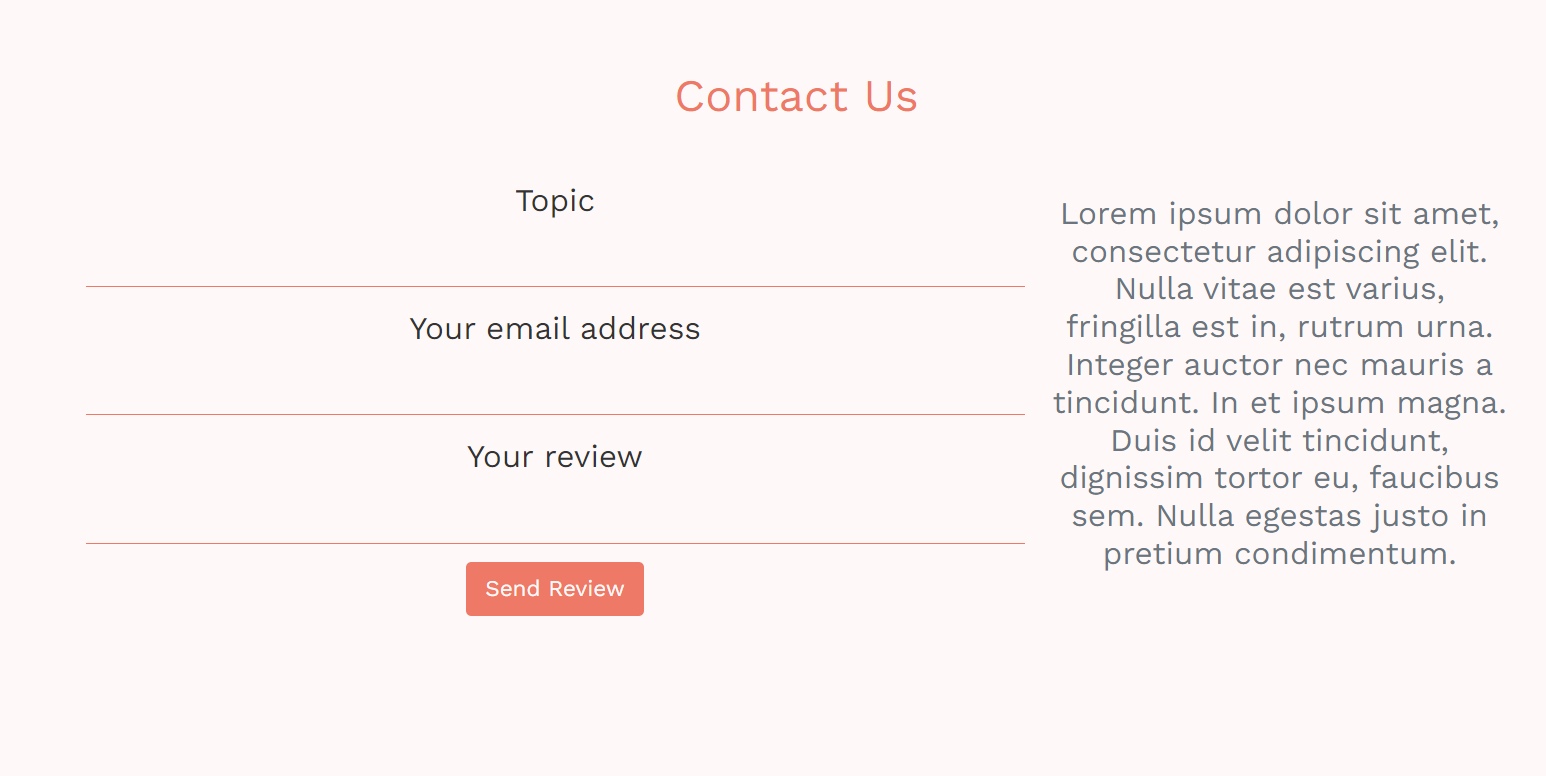 Contact Us
Topic
Your email address
Your review
Send Review
Lorem ipsum dolor sit amet,
consectetur adipiscing elit.
Nulla vitae est varius,
fringilla est in, rutrum urna.
Integer auctor nec mauris a
tincidunt. In et ipsum magna.
Duis id velit tincidunt,
dignissim tortor eu, faucibus
sem. Nulla egestas justo in
pretium condimentum.